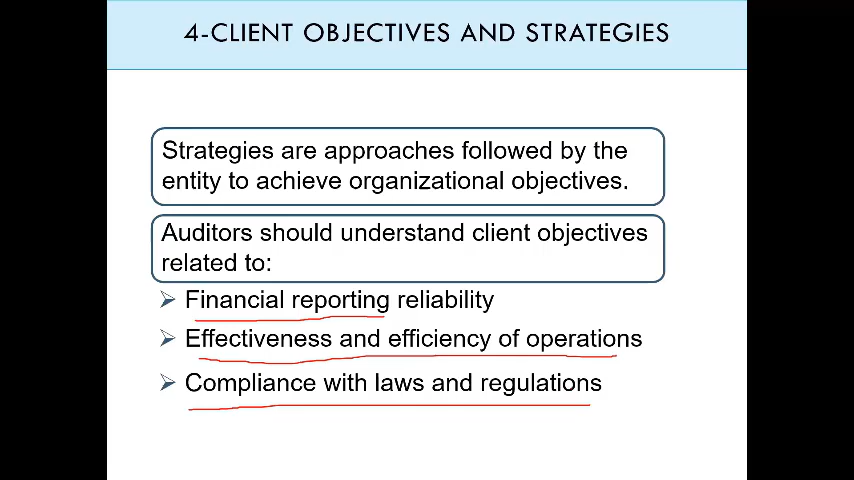 4-CLIENT OBJECTIVES AND STRATEGIES
Strategies are approaches followed by the
entity to achieve organizational objectives.
Auditors should understand client objectives
related to:
Financial reporting reliability
Effectiveness and efficiency of operations
Compliance with laws and regulations